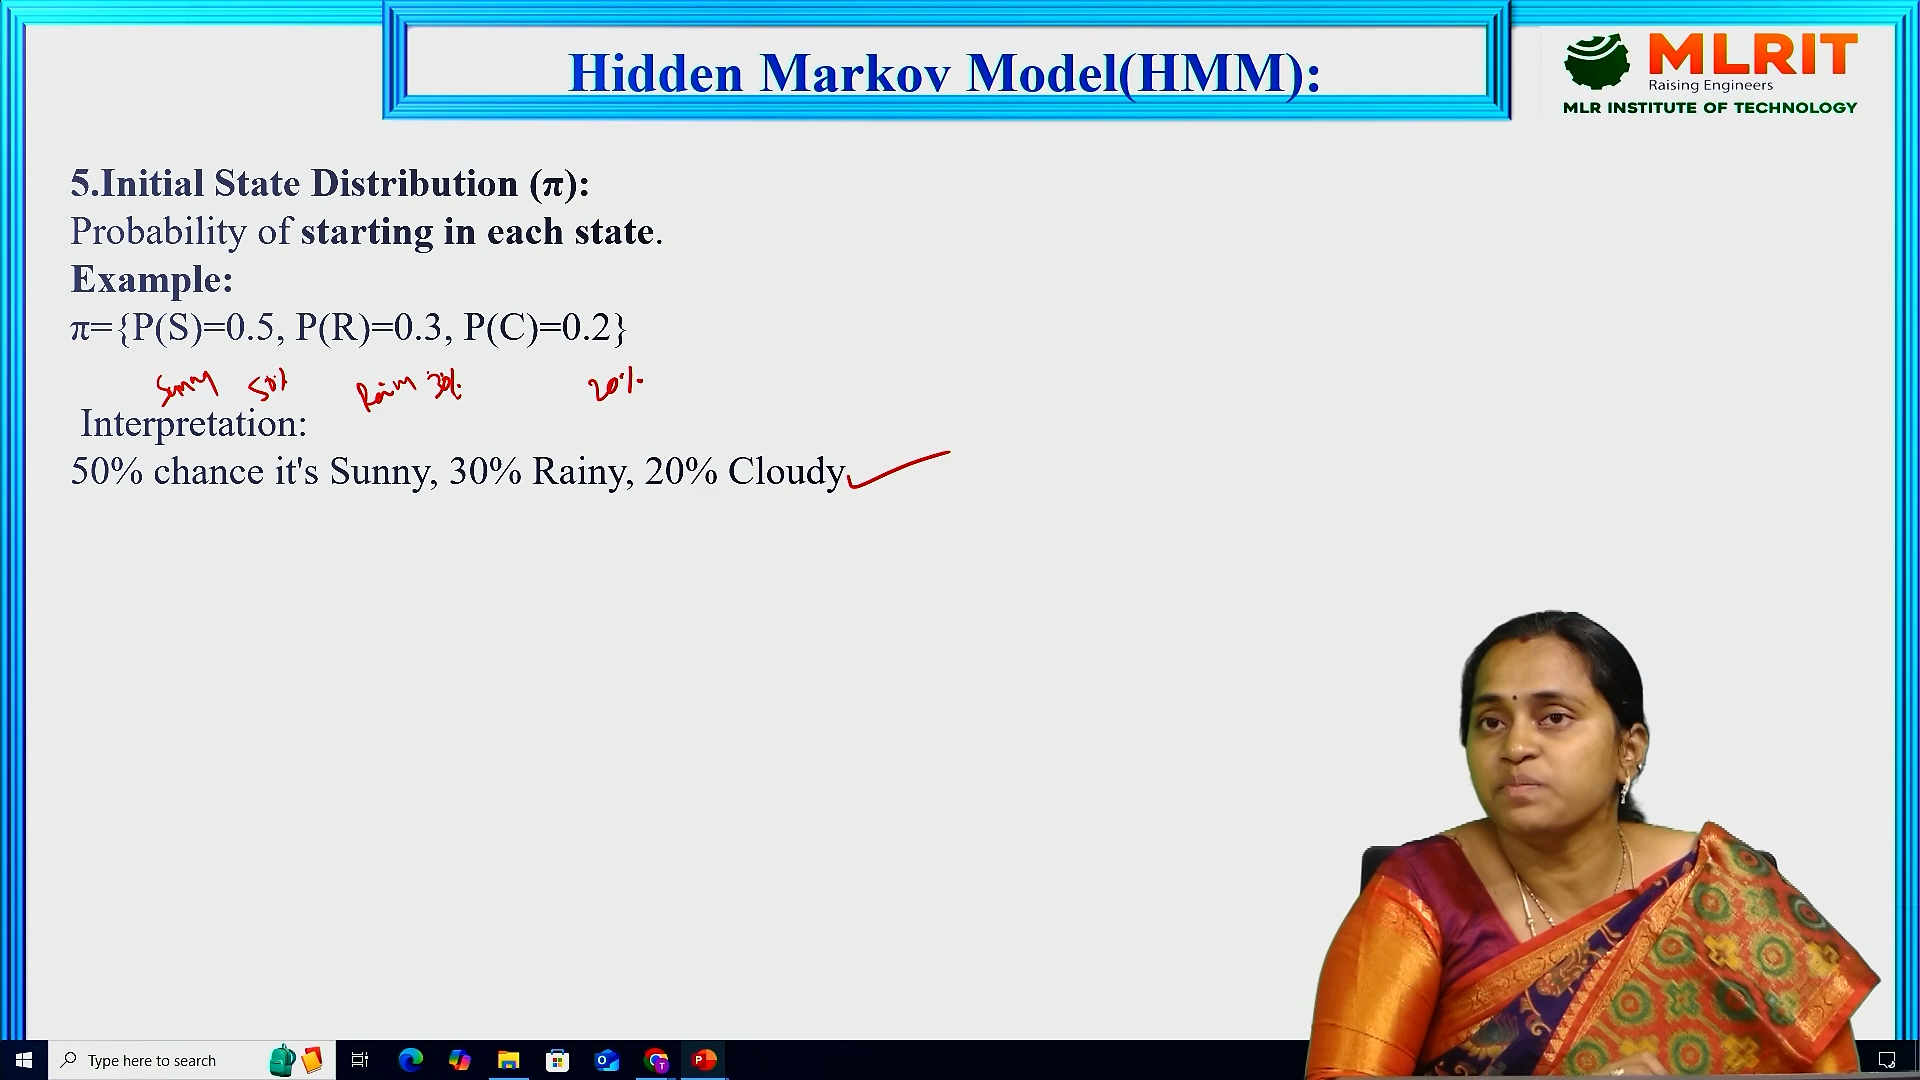 Hidden Markov Model(HMM):
MLRIT
Raising Engineers
MLR INSTITUTE OF TECHNOLOGY
5.Initial State Distribution (π):
Probability of starting in each state.
Example:
π={P(S)=0.5, P(R)=0.3, P(C)=0.2}
Sunny 50% 30% 20%
Interpretation:
50% chance it's Sunny, 30% Rainy, 20% Cloudy
Type here to search